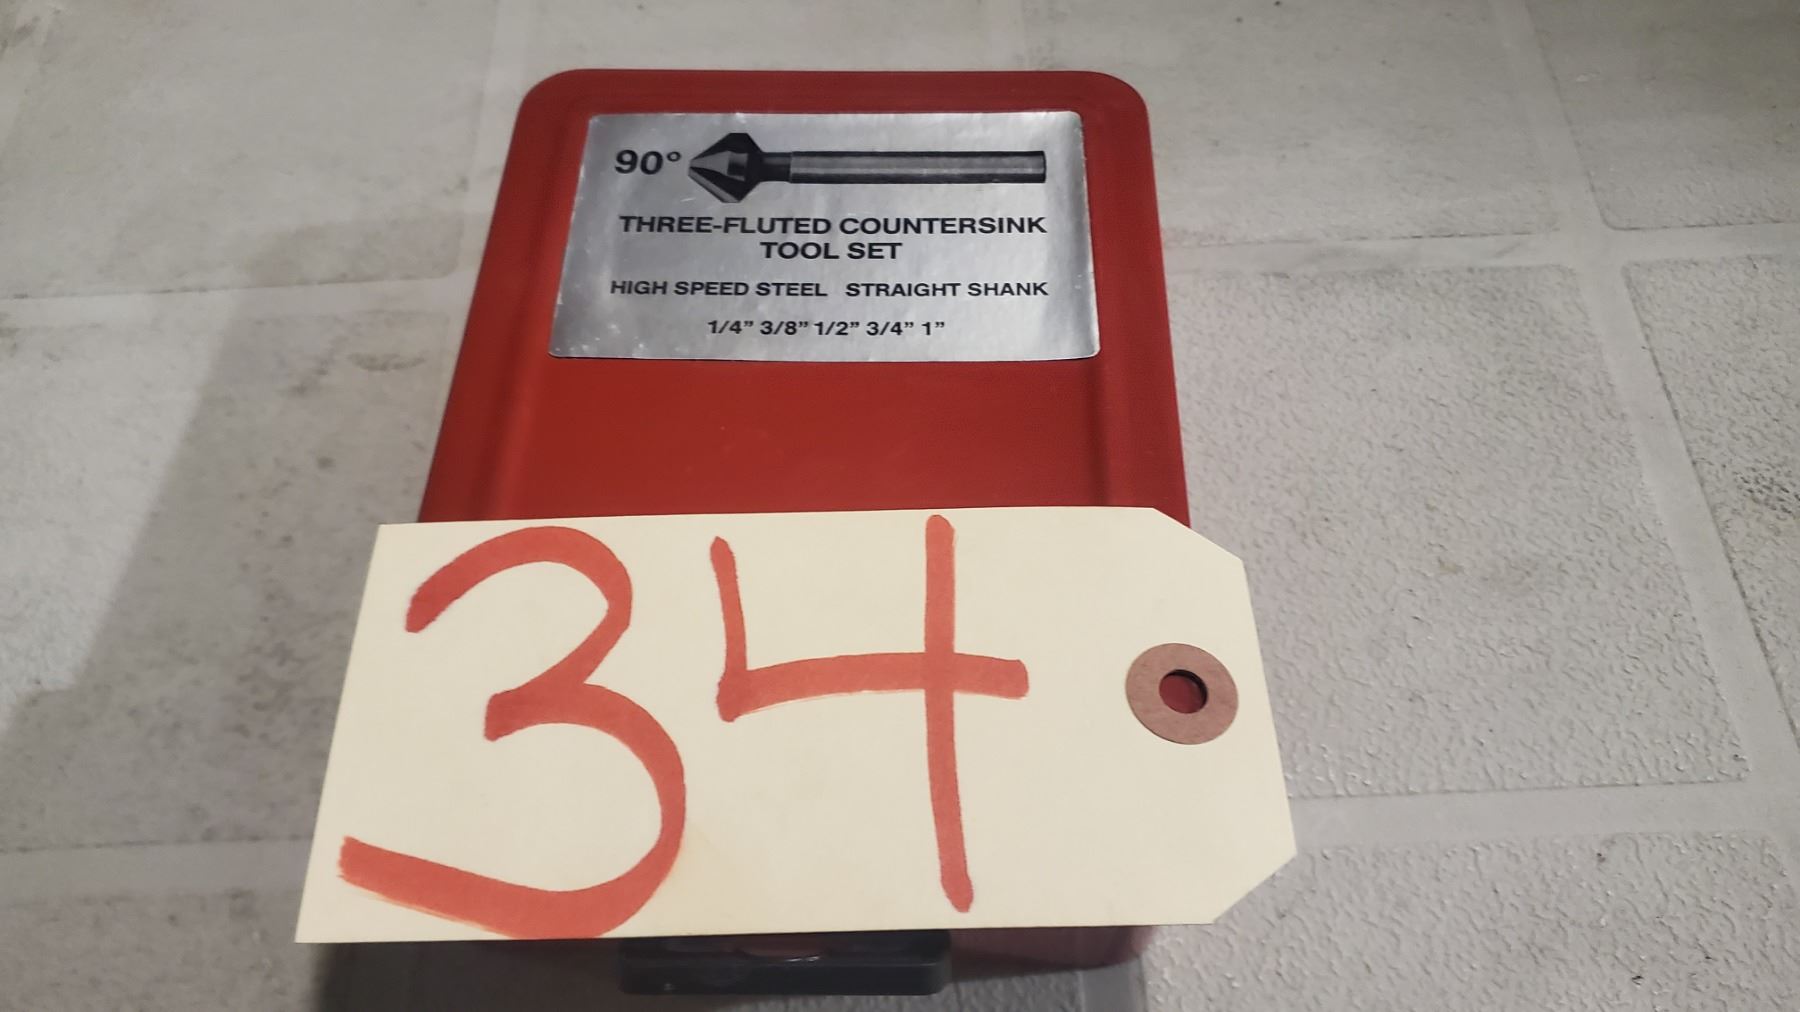 90°
THREE-FLUTED COUNTERSINK
TOOL SET
HIGH SPEED STEEL STRAIGHT SHANK
1/4” 3/8” 1/2” 3/4” 1”
34